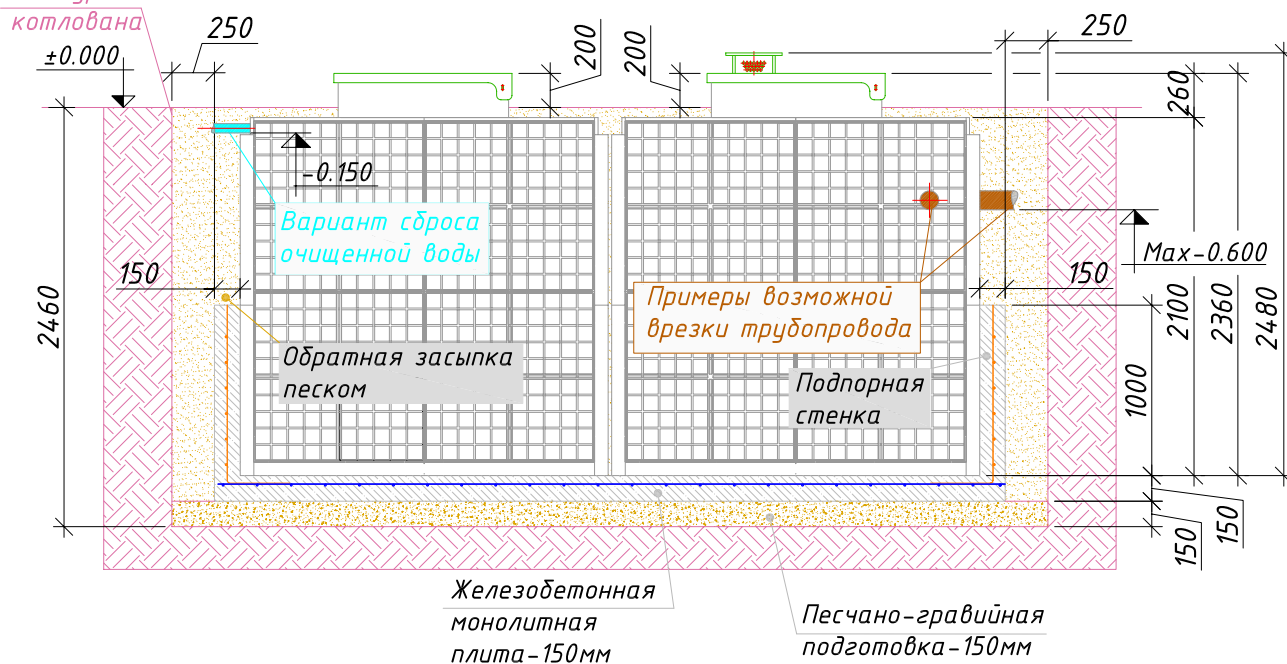 котлована
±0.000
250
200
200
250
260
-0.150
Вариант сброса
очищенной воды
Max-0.600
150
150
2460
Примеры возможной
врезки трубопровода
2100
2360
2480
Обратная засыпка
песком
Подпорная
стенка
1000
150
150
Железобетонная
монолитная
плита-150мм
Песчано-гравийная
подготовка-150мм